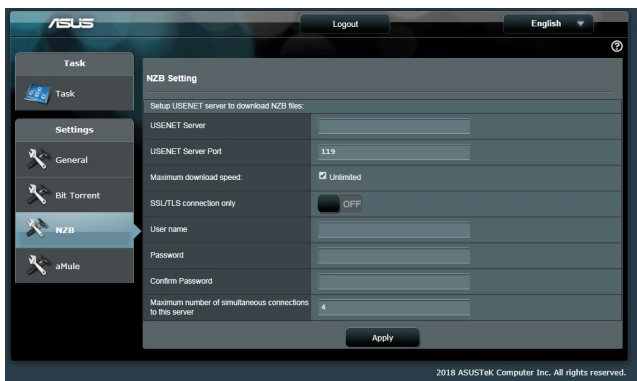 ASUS
Logout
English
?
Task
Task
Settings
General
Bit Torrent
NZB
aMule
NZB Setting
Setup USENET server to download NZB files:
USENET Server
USENET Server Port
119
Maximum download speed:
Unlimited
SSL/TLS connection only
OFF
User name
Password
Confirm Password
Maximum number of simultaneous connections
to this server
4
Apply
2018 ASUSTeK Computer Inc. All rights reserved.